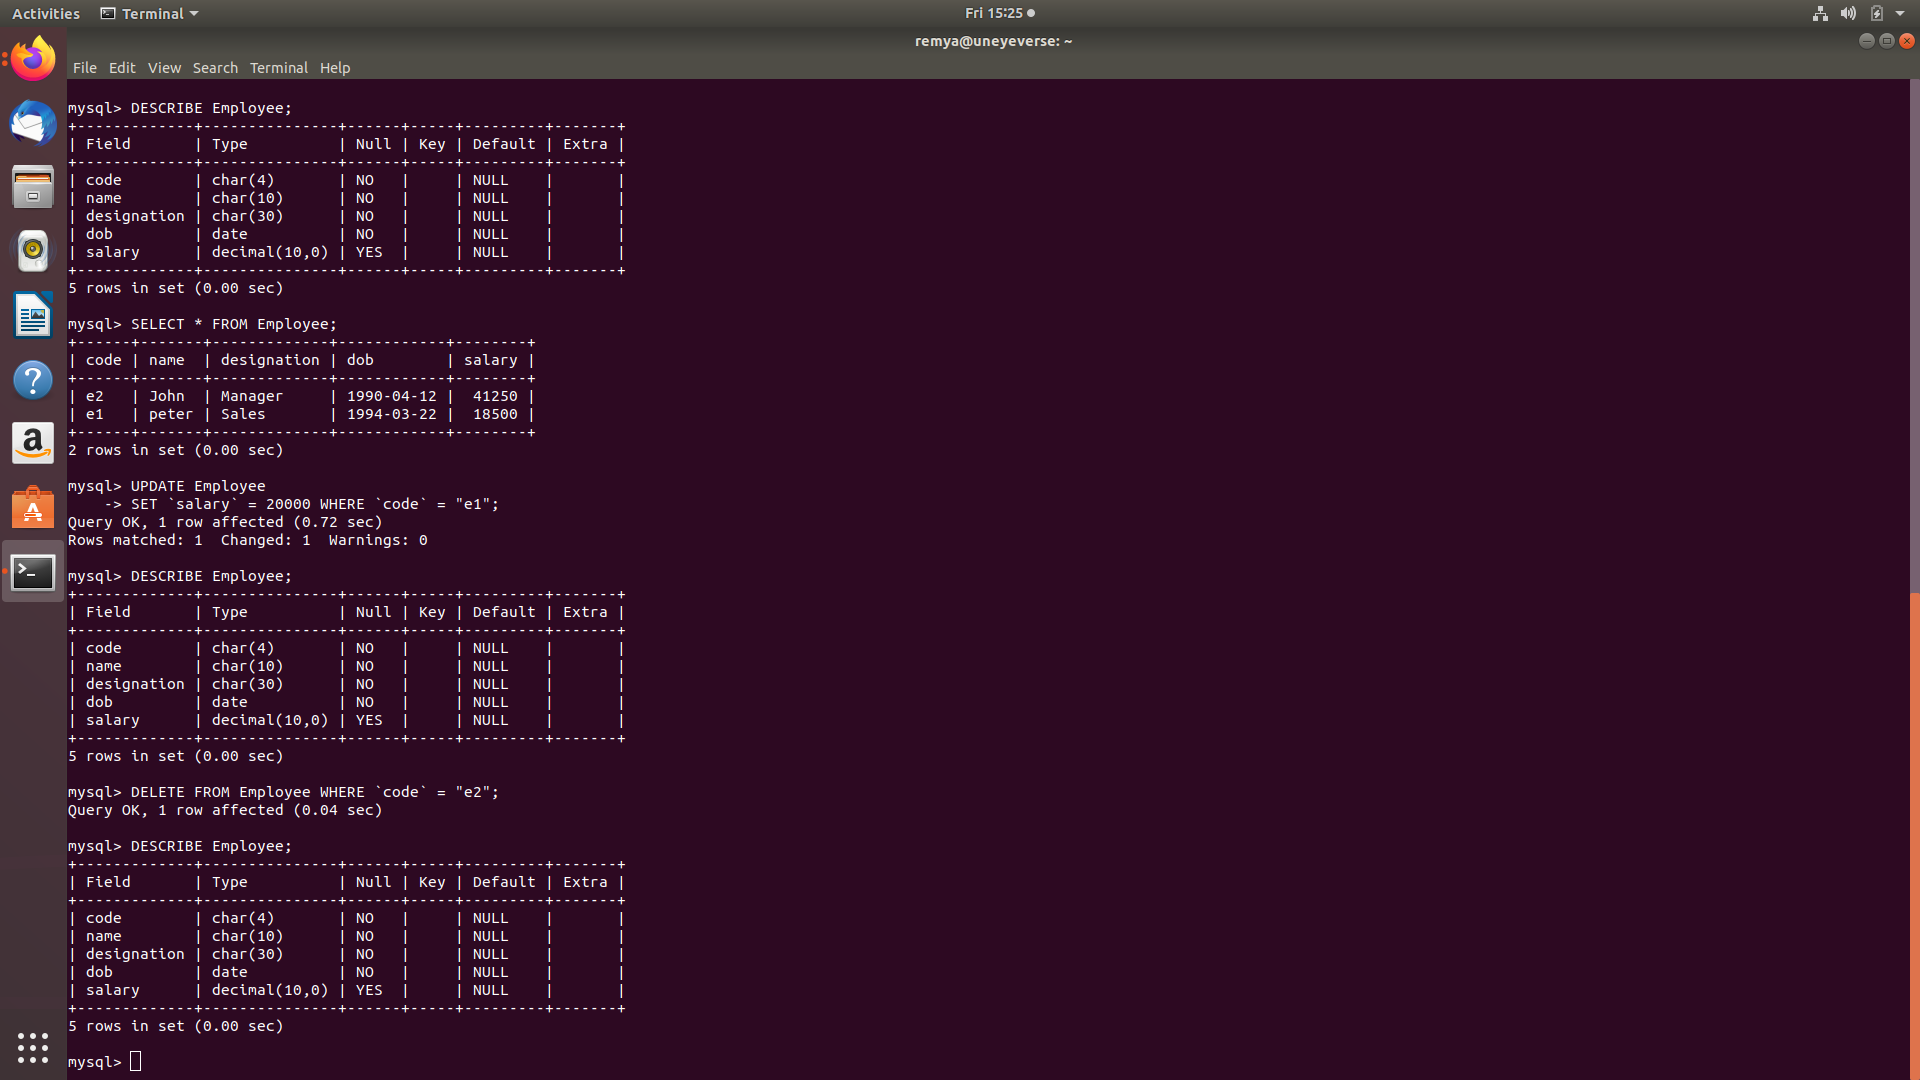 Activities Terminal Fri 15:25
remya@uneyeverse: ~
File Edit View Search Terminal Help
mysql> DESCRIBE Employee;
+-------------+---------------+------+-----+---------+-------+
| Field       | Type          | Null | Key | Default | Extra |
+-------------+---------------+------+-----+---------+-------+
| code        | char(4)       | NO   |     | NULL    |       |
| name        | char(10)      | NO   |     | NULL    |       |
| designation | char(30)      | NO   |     | NULL    |       |
| dob         | date          | NO   |     | NULL    |       |
| salary      | decimal(10,0) | YES  |     | NULL    |       |
+-------------+---------------+------+-----+---------+-------+
5 rows in set (0.00 sec)
mysql> SELECT * FROM Employee;
+------+-------+-------------+------------+--------+
| code | name  | designation | dob        | salary |
+------+-------+-------------+------------+--------+
| e2   | John  | Manager     | 1990-04-12 |  41250 |
| e1   | peter | Sales       | 1994-03-22 |  18500 |
+------+-------+-------------+------------+--------+
2 rows in set (0.00 sec)
mysql> UPDATE Employee
    -> SET `salary` = 20000 WHERE `code` = "e1";
Query OK, 1 row affected (0.72 sec)
Rows matched: 1  Changed: 1  Warnings: 0
mysql> DESCRIBE Employee;
+-------------+---------------+------+-----+---------+-------+
| Field       | Type          | Null | Key | Default | Extra |
+-------------+---------------+------+-----+---------+-------+
| code        | char(4)       | NO   |     | NULL    |       |
| name        | char(10)      | NO   |     | NULL    |       |
| designation | char(30)      | NO   |     | NULL    |       |
| dob         | date          | NO   |     | NULL    |       |
| salary      | decimal(10,0) | YES  |     | NULL    |       |
+-------------+---------------+------+-----+---------+-------+
5 rows in set (0.00 sec)
mysql> DELETE FROM Employee WHERE `code` = "e2";
Query OK, 1 row affected (0.04 sec)
mysql> DESCRIBE Employee;
+-------------+---------------+------+-----+---------+-------+
| Field       | Type          | Null | Key | Default | Extra |
+-------------+---------------+------+-----+---------+-------+
| code        | char(4)       | NO   |     | NULL    |       |
| name        | char(10)      | NO   |     | NULL    |       |
| designation | char(30)      | NO   |     | NULL    |       |
| dob         | date          | NO   |     | NULL    |       |
| salary      | decimal(10,0) | YES  |     | NULL    |       |
+-------------+---------------+------+-----+---------+-------+
5 rows in set (0.00 sec)
mysql>